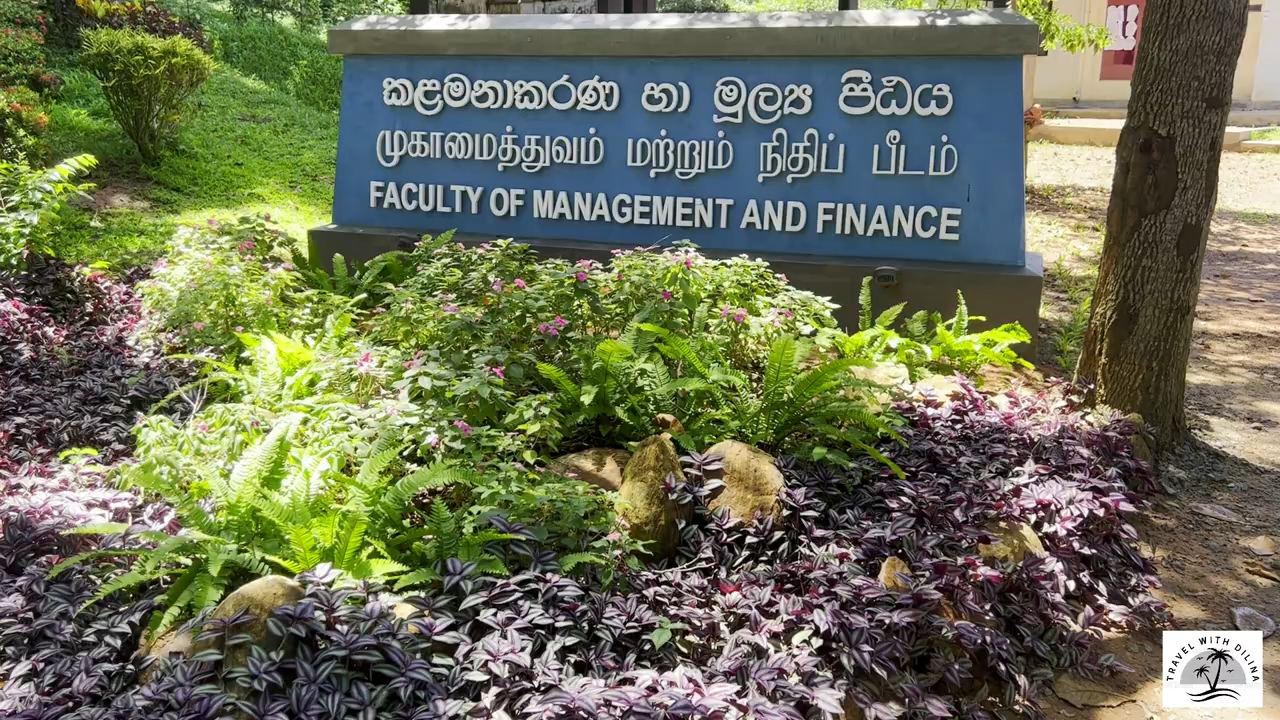 කළමනාකරණ හා මූල්‍ය පීඨය
முகாமைத்துவம் மற்றும் நிதிப் பீடம்
FACULTY OF MANAGEMENT AND FINANCE
TRAVEL WITH DILINA